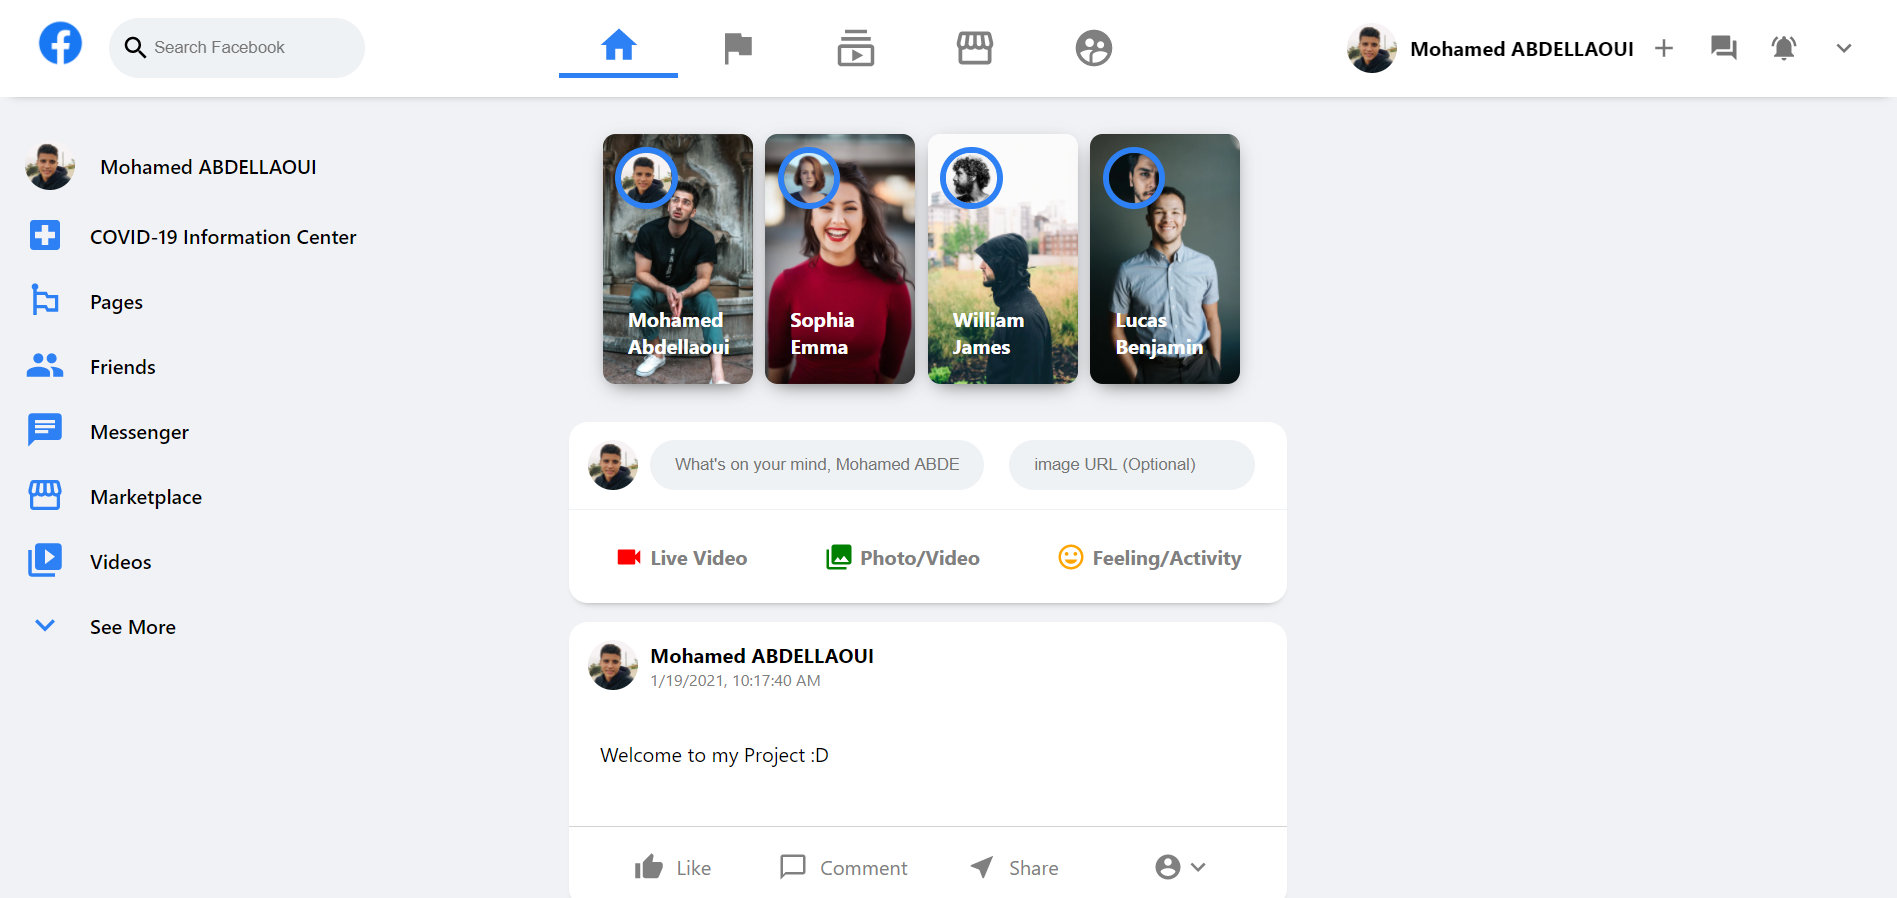 Search Facebook
Mohamed ABDELLAOUI
Mohamed ABDELLAOUI
COVID-19 Information Center
Pages
Friends
Messenger
Marketplace
Videos
See More
Mohamed
Abdellaoui
Sophia
Emma
William
James
Lucas
Benjamin
What's on your mind, Mohamed ABDE
image URL (Optional)
Live Video
Photo/Video
Feeling/Activity
Mohamed ABDELLAOUI
1/19/2021, 10:17:40 AM
Welcome to my Project :D
Like
Comment
Share